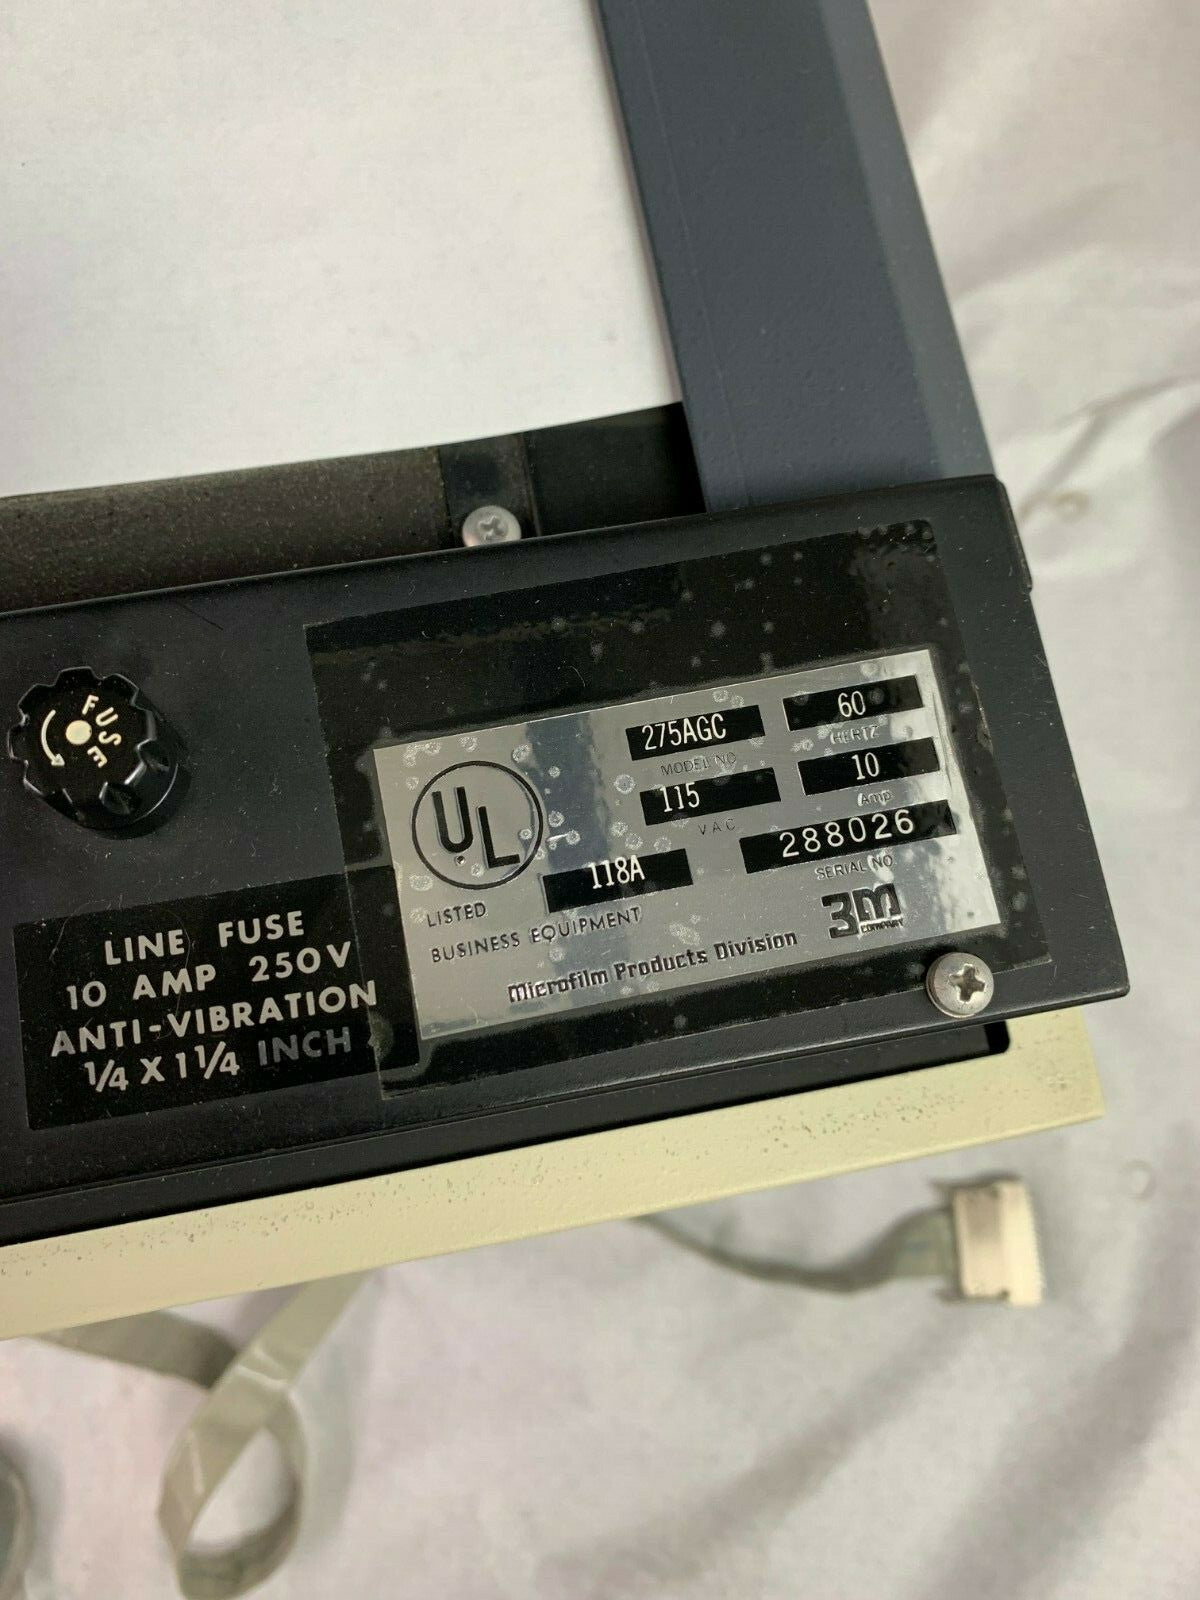 FUSE
LINE FUSE
10 AMP 250V
ANTI-VIBRATION
1/4 X 1 1/4 INCH
UL
LISTED
118A
BUSINESS EQUIPMENT
275AGC
MODEL NO.
60
HERTZ
115
VAC
10
Amp
288026
SERIAL NO.
Microfilm Products Division
3M
COMPANY